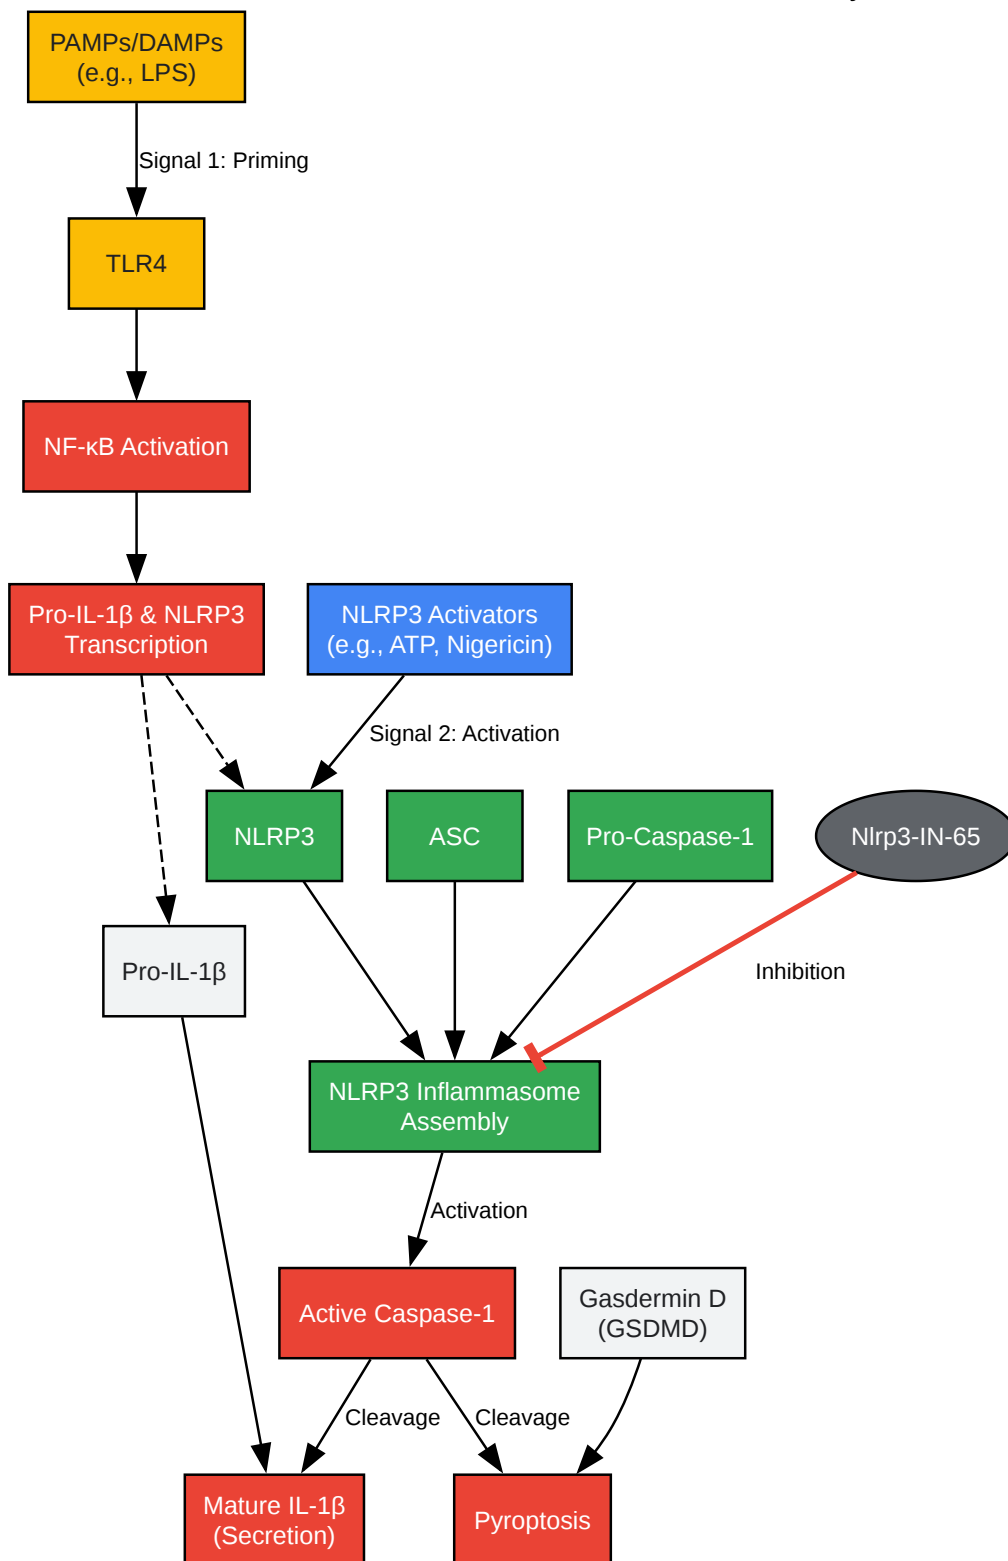 PAMPs/DAMPs
(e.g., LPS)
Signal 1: Priming
TLR4
NF-κB Activation
Pro-IL-1β & NLRP3
Transcription
NLRP3 Activators
(e.g., ATP, Nigericin)
Signal 2: Activation
NLRP3
ASC
Pro-Caspase-1
Nlrp3-IN-65
Pro-IL-1β
Inhibition
NLRP3 Inflammasome
Assembly
Activation
Active Caspase-1
Gasdermin D
(GSDMD)
Cleavage
Cleavage
Mature IL-1β
(Secretion)
Pyroptosis